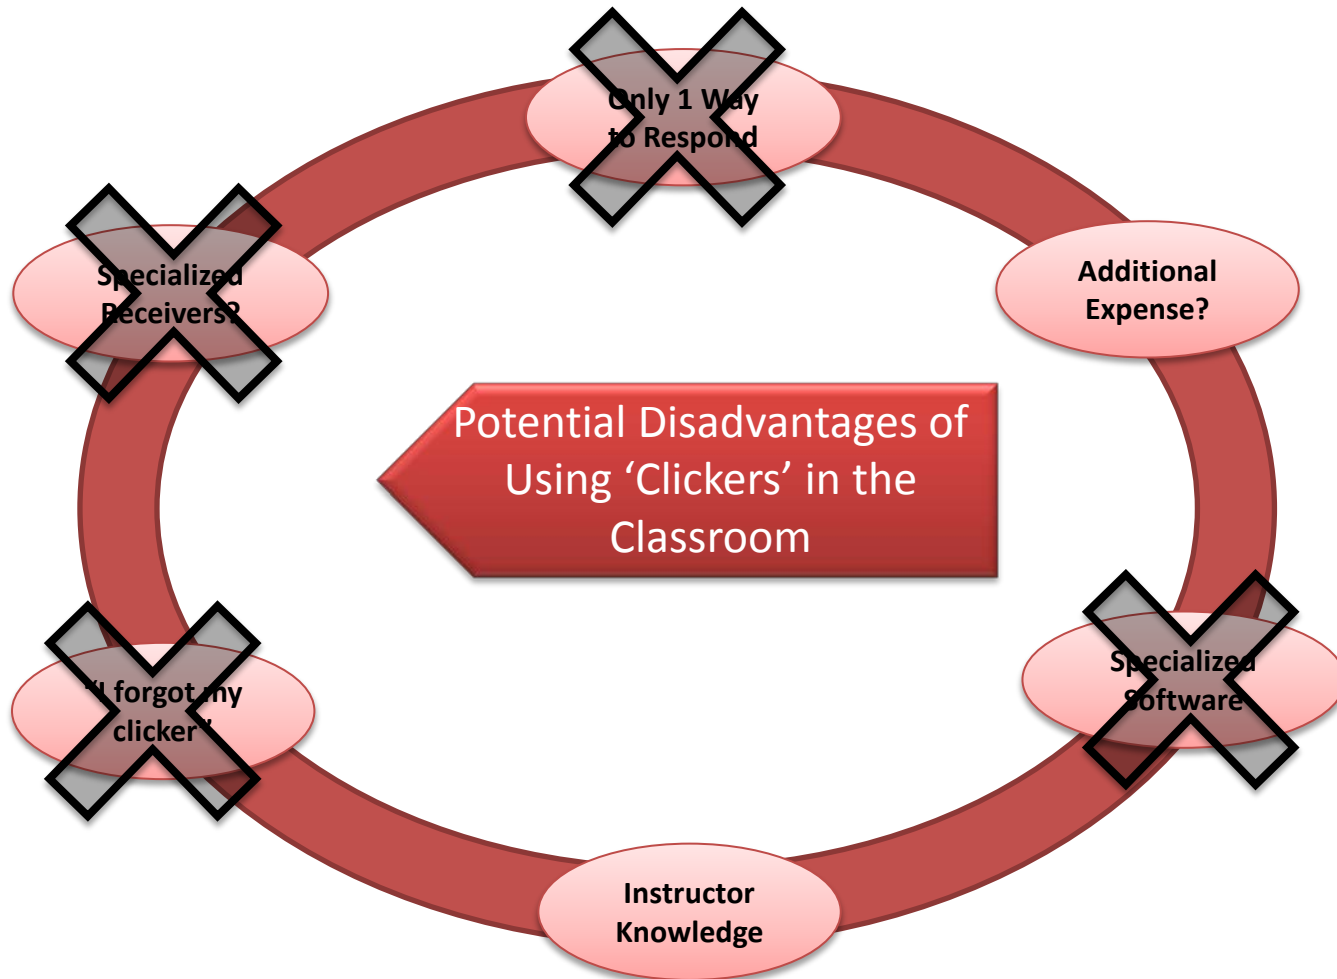 Only 1 Way
to Respond
Specialized
Receivers?
Additional
Expense?
Potential Disadvantages of
Using ‘Clickers’ in the
Classroom
“I forgot my
clicker”
Specialized
Software
Instructor
Knowledge